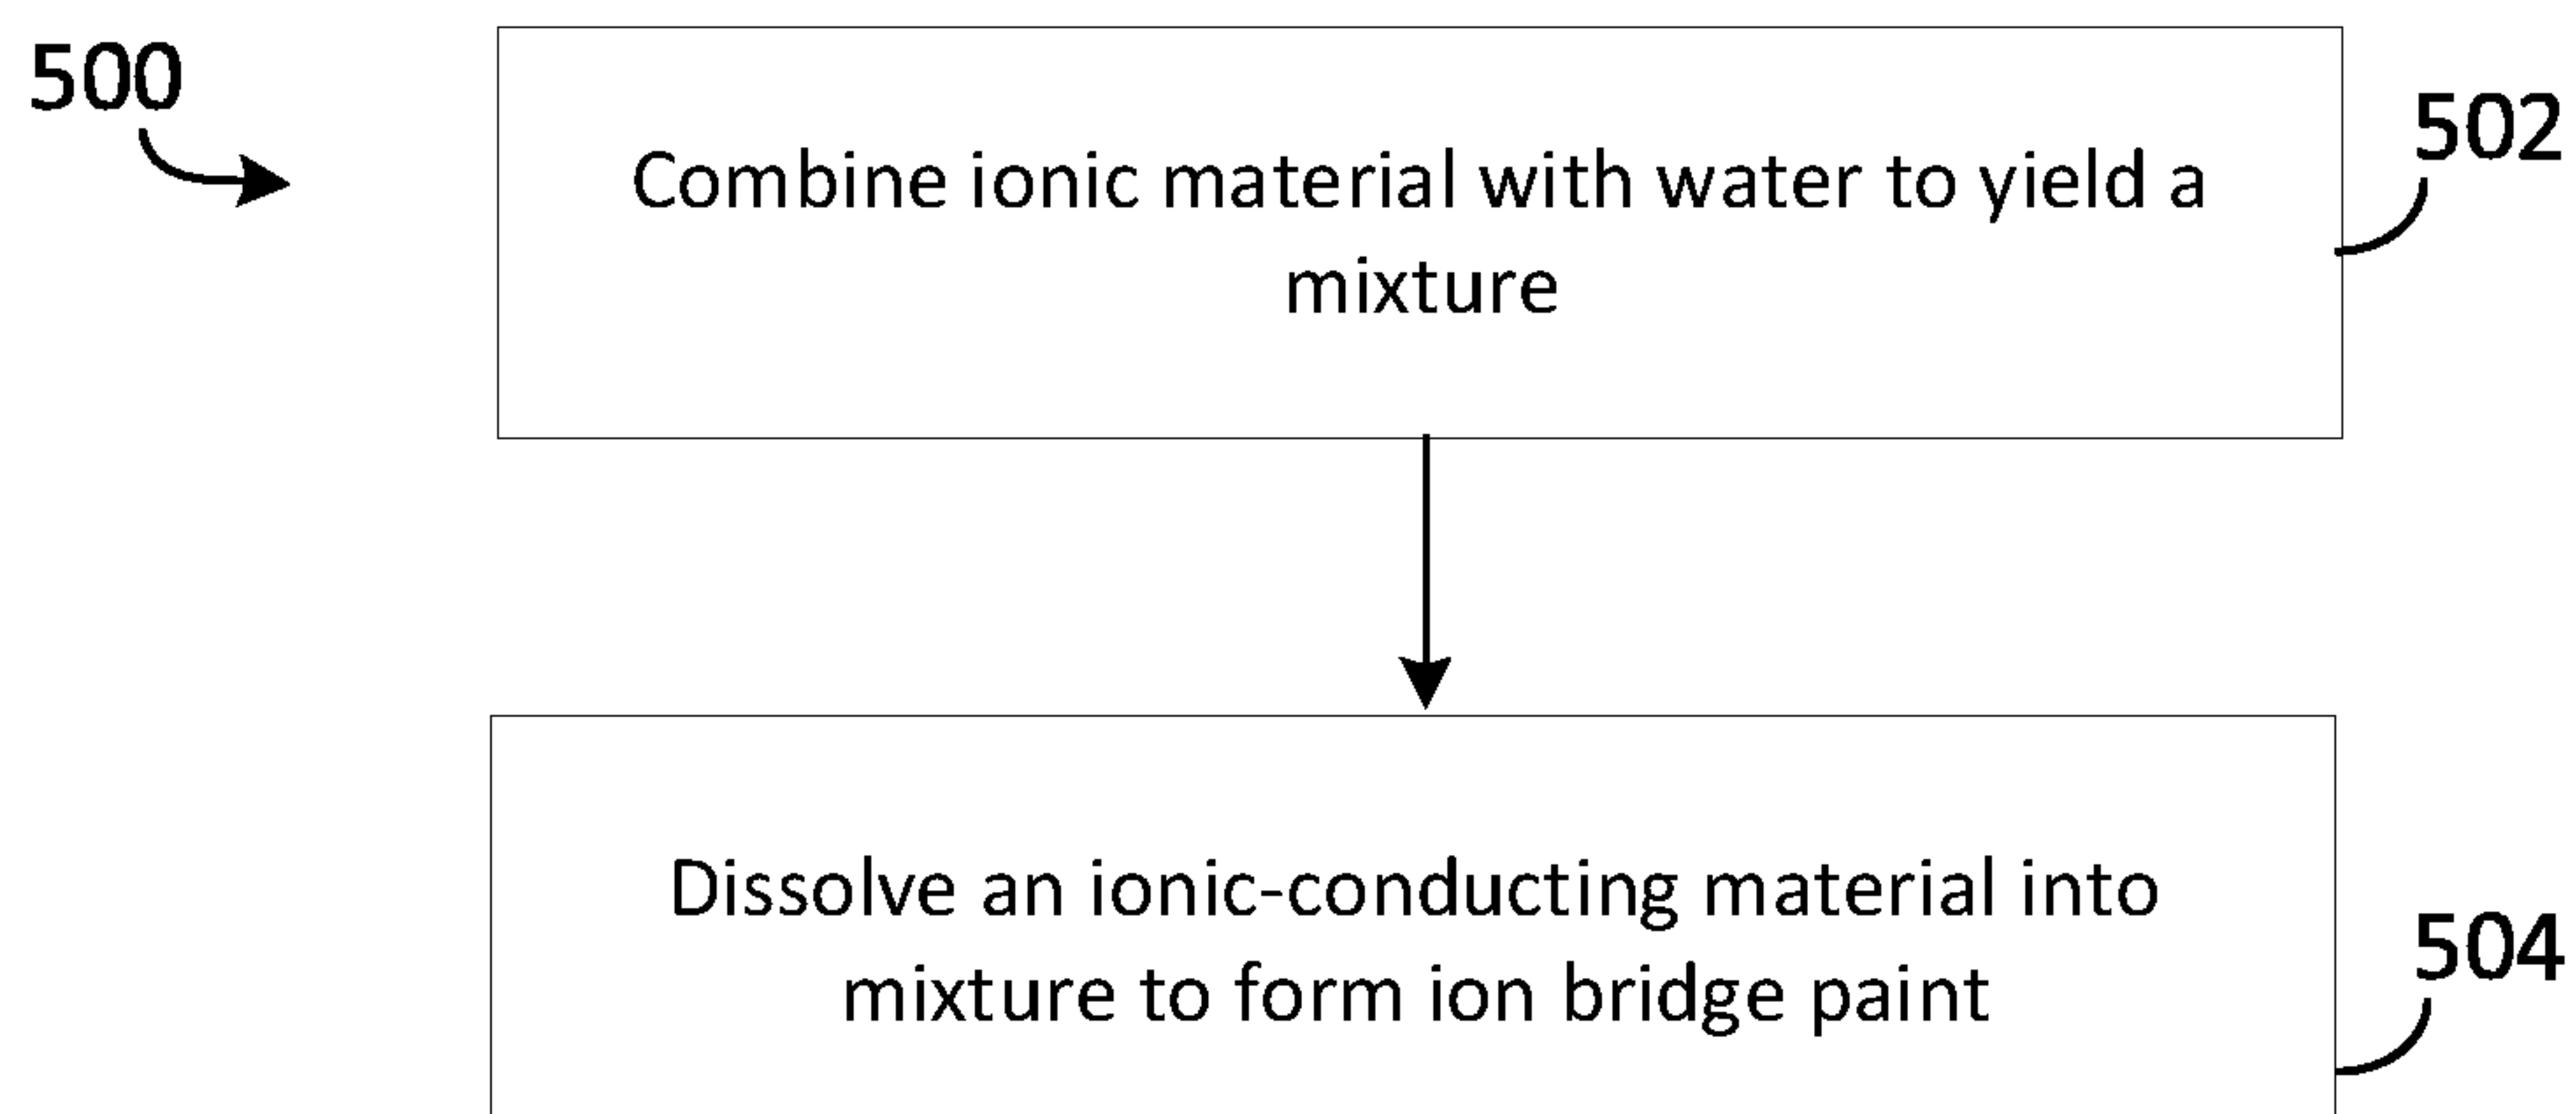 500
502
Combine ionic material with water to yield a
mixture
Dissolve an ionic-conducting material into
mixture to form ion bridge paint
504